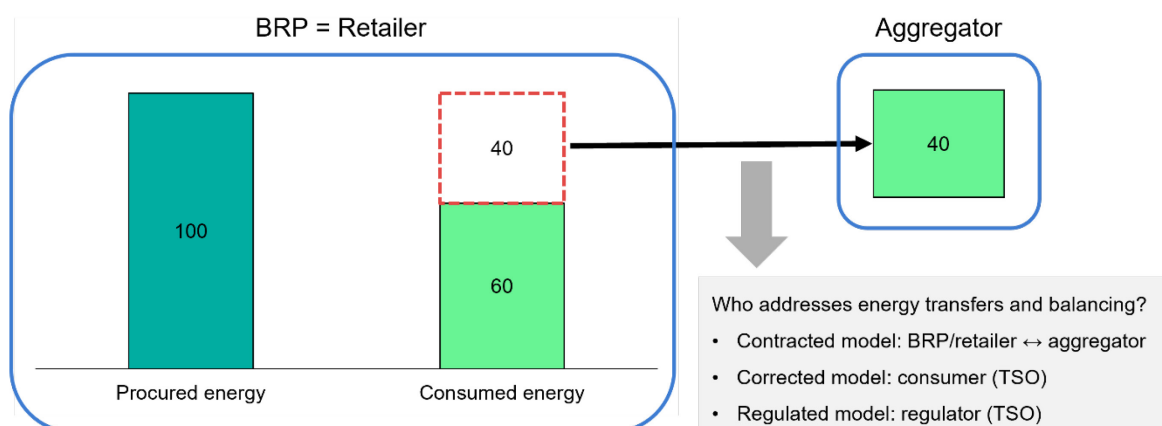 BRP = Retailer
Aggregator
40
40
100
60
Procured energy
Consumed energy
Who addresses energy transfers and balancing?
• Contracted model: BRP/retailer ↔ aggregator
• Corrected model: consumer (TSO)
• Regulated model: regulator (TSO)